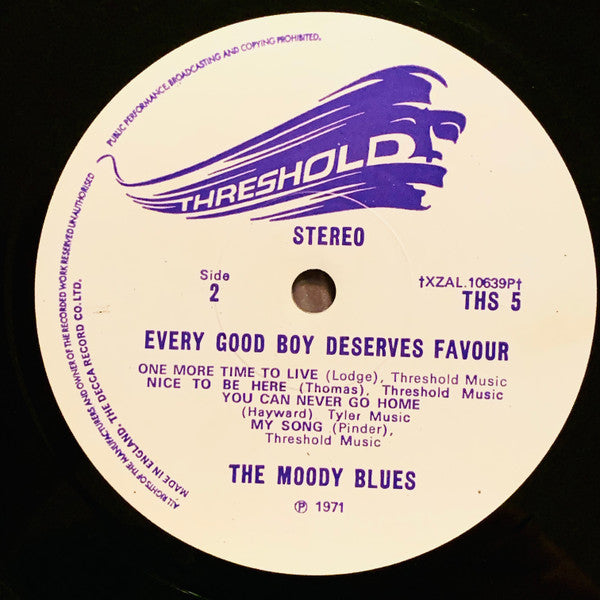 PUBLIC PERFORMANCE, BROADCASTING AND COPYING PROHIBITED.
THRESHOLD
STEREO
Side
2
†XZAL.10639P†
THS 5
EVERY GOOD BOY DESERVES FAVOUR
ONE MORE TIME TO LIVE (Lodge), Threshold Music
NICE TO BE HERE (Thomas), Threshold Music
YOU CAN NEVER GO HOME
(Hayward) Tyler Music
MY SONG (Pinder),
Threshold Music
THE MOODY BLUES
Ⓟ 1971
ALL RIGHTS OF THE MANUFACTURERS AND OWNER OF THE RECORDED WORK RESERVED UNAUTHORISED
MADE IN ENGLAND, THE DECCA RECORD CO. LTD.